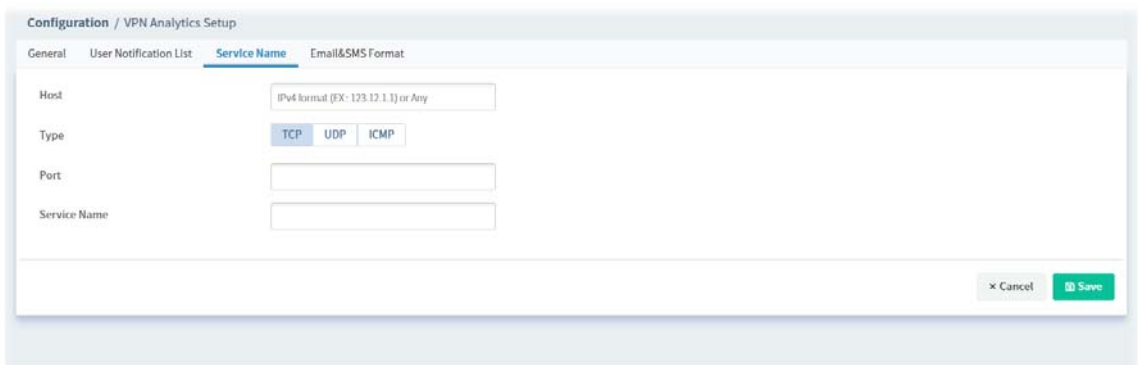 Configuration / VPN Analytics Setup
General User Notification List Service Name Email&SMS Format
Host IPv4 format (EX: 123.12.1.1) or Any
Type TCP UDP ICMP
Port
Service Name
× Cancel Save